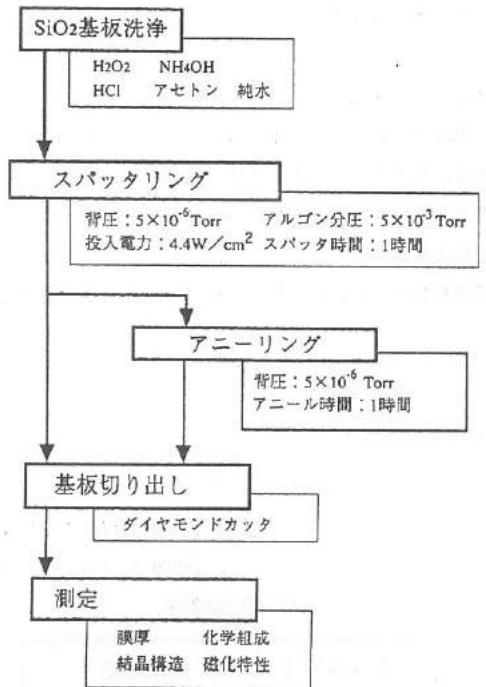 SiO2基板洗浄
H2O2 NH4OH
HCl アセトン 純水
スパッタリング
背圧：5×10⁻⁶Torr アルゴン分圧：5×10⁻³Torr
投入電力：4.4W／cm² スパッタ時間：1時間
アニーリング
背圧：5×10⁻⁶ Torr
アニール時間：1時間
基板切り出し
ダイヤモンドカッタ
測定
膜厚 化学組成
結晶構造 磁化特性